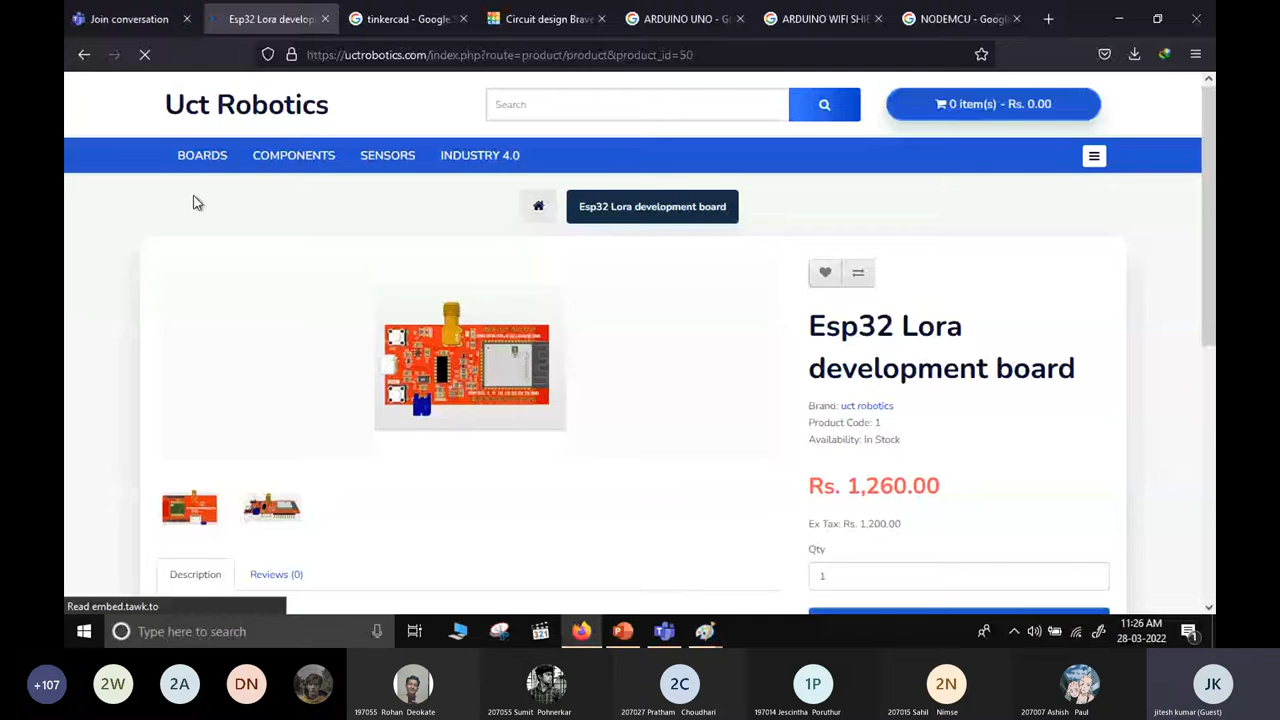 Join conversation
Esp32 Lora develop
tinkercad - Google
Circuit design Brave
ARDUINO UNO - G
ARDUINO WIFI SHI
NODEMCU - Google
https://uctrobotics.com/index.php?route=product/product&product_id=50
Uct Robotics
Search
0 item(s) - Rs. 0.00
BOARDS COMPONENTS SENSORS INDUSTRY 4.0
Esp32 Lora development board
Esp32 Lora
development board
Brand: uct robotics
Product Code: 1
Availability: In Stock
Rs. 1,260.00
Ex Tax: Rs. 1,200.00
Qty
1
Description Reviews (0)
Read embed.tawk.to
Type here to search
11:26 AM
28-03-2022
+107 2W 2A DN 2C 1P 2N JK
197055 Rohan Deokate 207055 Sumit Pohnerkar 207027 Pratham Choudhari 197014 Jescintha Poruthur 207015 Sahil Nimse 207007 Ashish Paul jitesh kumar (Guest)